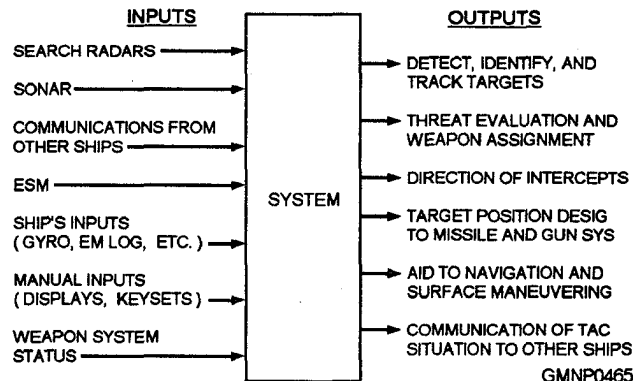 INPUTS
SEARCH RADARS
SONAR
COMMUNICATIONS FROM
OTHER SHIPS
ESM
SHIP'S INPUTS
( GYRO, EM LOG, ETC. )
MANUAL INPUTS
( DISPLAYS, KEYSETS )
WEAPON SYSTEM
STATUS
SYSTEM
OUTPUTS
DETECT, IDENTIFY, AND
TRACK TARGETS
THREAT EVALUATION AND
WEAPON ASSIGNMENT
DIRECTION OF INTERCEPTS
TARGET POSITION DESIG
TO MISSILE AND GUN SYS
AID TO NAVIGATION AND
SURFACE MANEUVERING
COMMUNICATION OF TAC
SITUATION TO OTHER SHIPS
GMNP0465